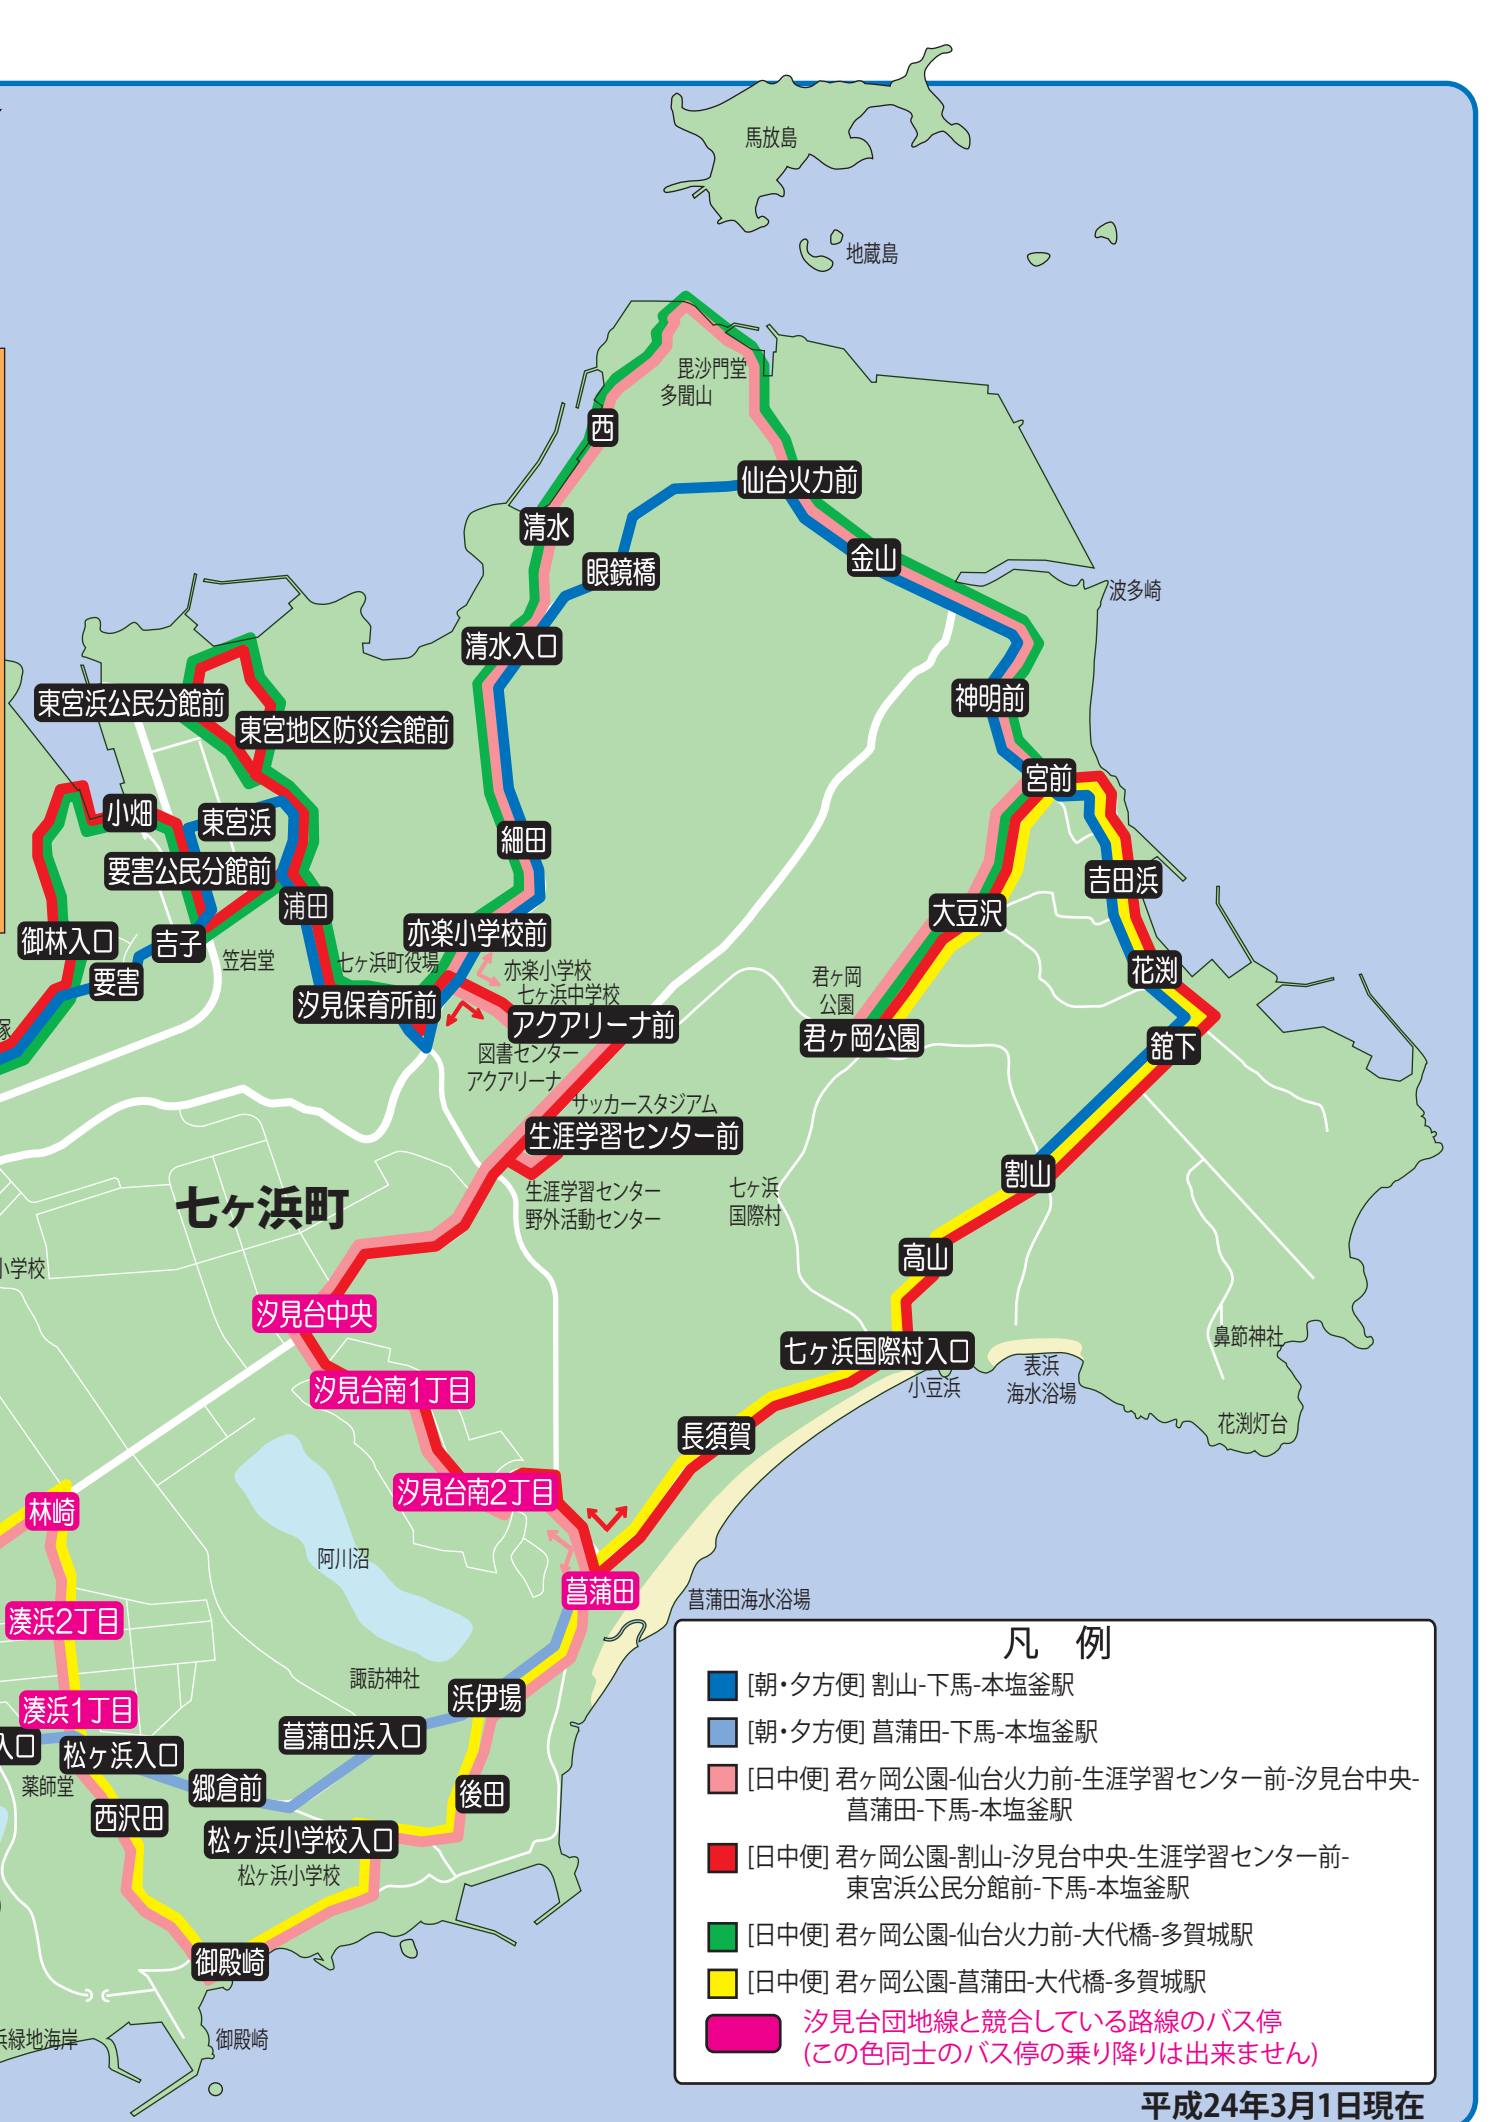 馬放島
地蔵島
毘沙門堂
多聞山
西
仙台火力前
清水
眼鏡橋
金山
波多崎
清水入口
神明前
東宮浜公民分館前
東宮地区防災会館前
宮前
小畑
東宮浜
細田
要害公民分館前
吉田浜
浦田
大豆沢
御林入口
吉子
亦楽小学校前
笠岩堂
七ヶ浜町役場
亦楽小学校
七ヶ浜中学校
要害
花渕
君ヶ岡
公園
汐見保育所前
アクアリーナ前
君ヶ岡公園
塚
図書センター
アクアリーナ
舘下
サッカースタジアム
生涯学習センター前
割山
生涯学習センター
野外活動センター
七ヶ浜
国際村
七ヶ浜町
小学校
高山
汐見台中央
七ヶ浜国際村入口
鼻節神社
表浜
海水浴場
小豆浜
汐見台南1丁目
花渕灯台
長須賀
汐見台南2丁目
林崎
阿川沼
菖蒲田
菖蒲田海水浴場
湊浜2丁目
諏訪神社
浜伊場
湊浜1丁目
入口
松ヶ浜入口
菖蒲田浜入口
薬師堂
郷倉前
後田
西沢田
松ヶ浜小学校入口
松ヶ浜小学校
御殿崎
浜緑地海岸
御殿崎
凡 例
[朝・夕方便] 割山-下馬-本塩釜駅
[朝・夕方便] 菖蒲田-下馬-本塩釜駅
[日中便] 君ヶ岡公園-仙台火力前-生涯学習センター前-汐見台中央-
菖蒲田-下馬-本塩釜駅
[日中便] 君ヶ岡公園-割山-汐見台中央-生涯学習センター前-
東宮浜公民分館前-下馬-本塩釜駅
[日中便] 君ヶ岡公園-仙台火力前-大代橋-多賀城駅
[日中便] 君ヶ岡公園-菖蒲田-大代橋-多賀城駅
汐見台団地線と競合している路線のバス停
(この色同士のバス停の乗り降りは出来ません)
平成24年3月1日現在